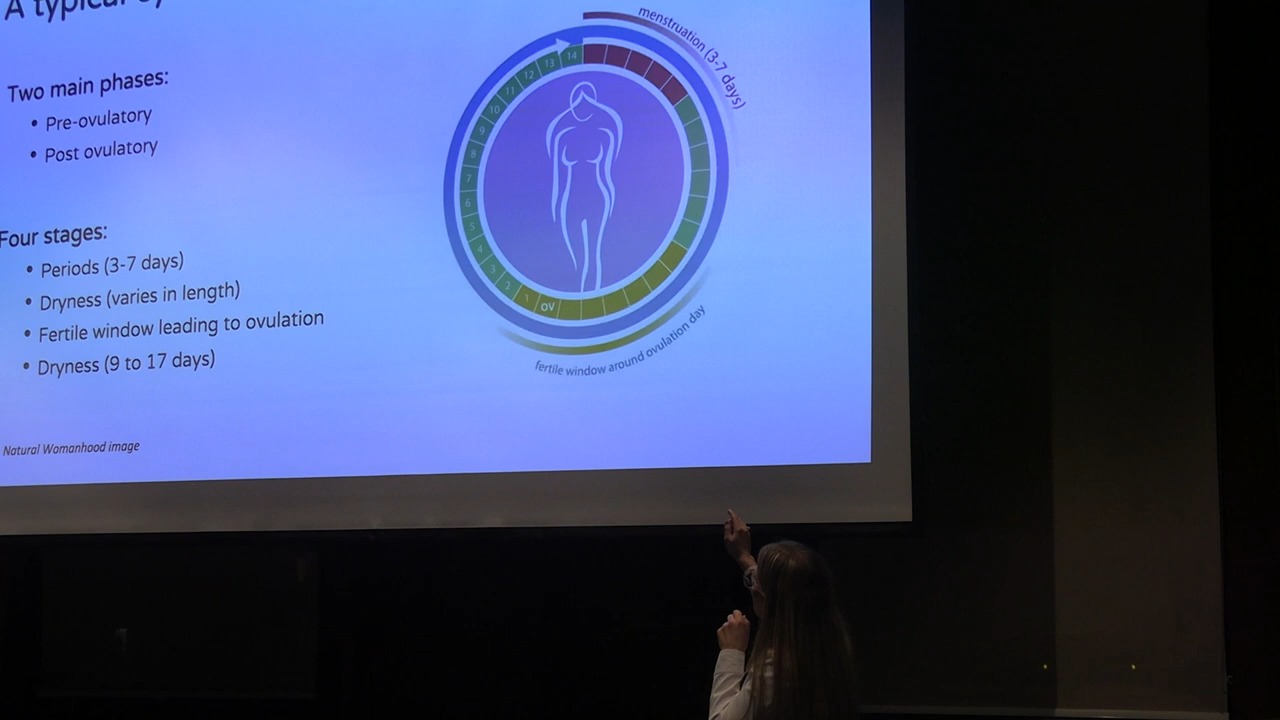 A typical
Two main phases:
• Pre-ovulatory
• Post ovulatory
Four stages:
• Periods (3-7 days)
• Dryness (varies in length)
• Fertile window leading to ovulation
• Dryness (9 to 17 days)
Natural Womanhood image
menstruation (3-7 days)
14
13
12
11
10
9
8
7
6
5
4
3
2
1
OV
fertile window around ovulation day